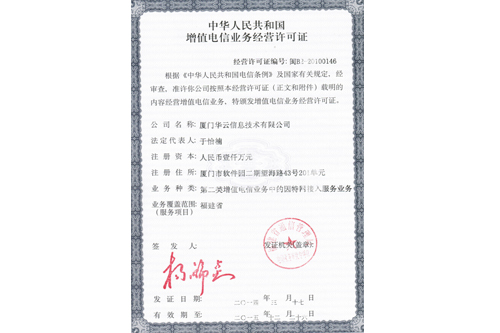 中华人民共和国
增值电信业务经营许可证
经营许可证编号: 闽B2-20100146
根据《中华人民共和国电信条例》及国家有关规定, 经
审查, 准许你公司按照本经营许可证 (正文和附件) 载明的
内容经营增值电信业务, 特颁发增值电信业务经营许可证。
公司名称: 厦门华云信息技术有限公司
法定代表人: 于怡楠
注册资本: 人民币壹仟万元
注册住所: 厦门市软件园二期望海路63号201单元
业务种类: 第二类增值电信业务中的因特网接入服务业务
业务覆盖范围: 福建省
(服务项目)
签发人:
发证机关(盖章):
发证日期: 二〇一 年三月十七日
有效期至: 二〇一五年 月 日